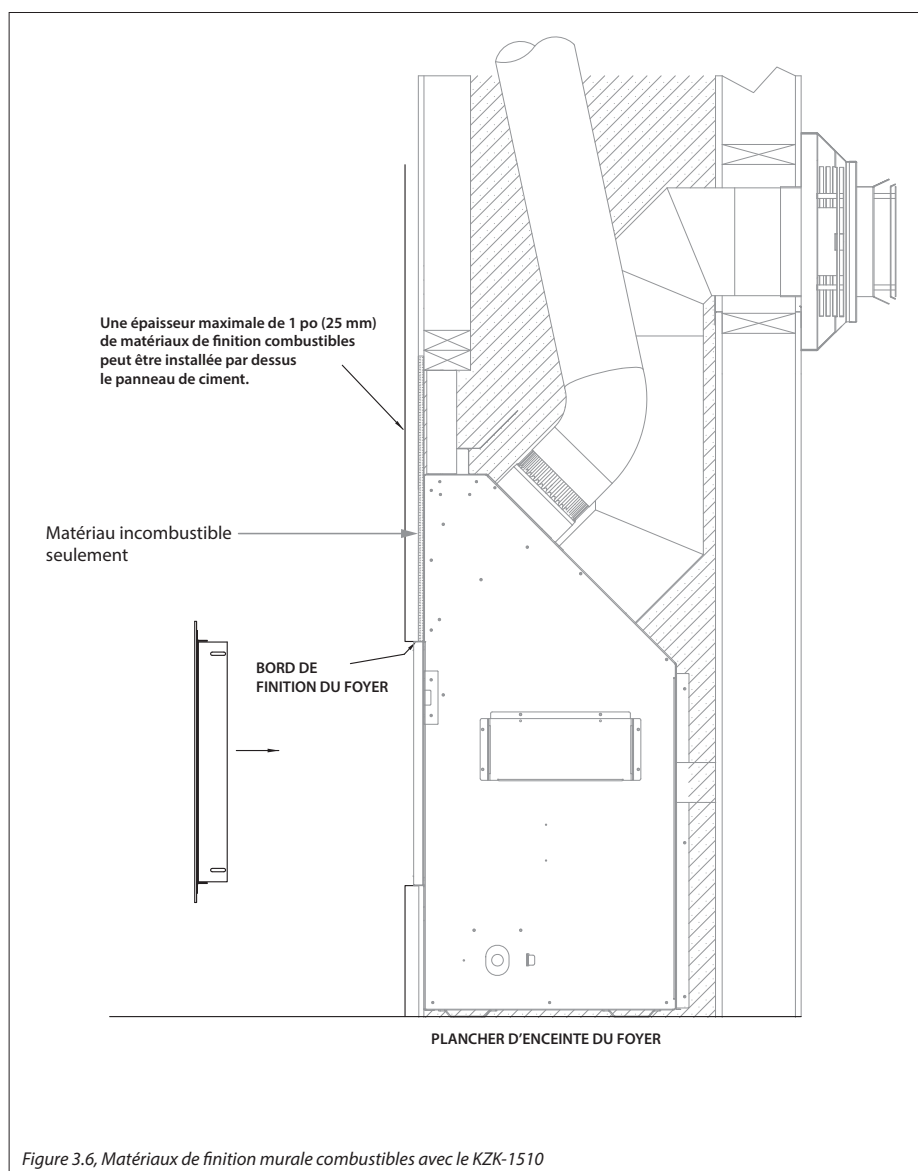 Une épaisseur maximale de 1 po (25 mm)
de matériaux de finition combustibles
peut être installée par dessus
le panneau de ciment.
Matériau incombustible
seulement
BORD DE
FINITION DU FOYER
PLANCHER D'ENCEINTE DU FOYER
Figure 3.6, Matériaux de finition murale combustibles avec le KZK-1510